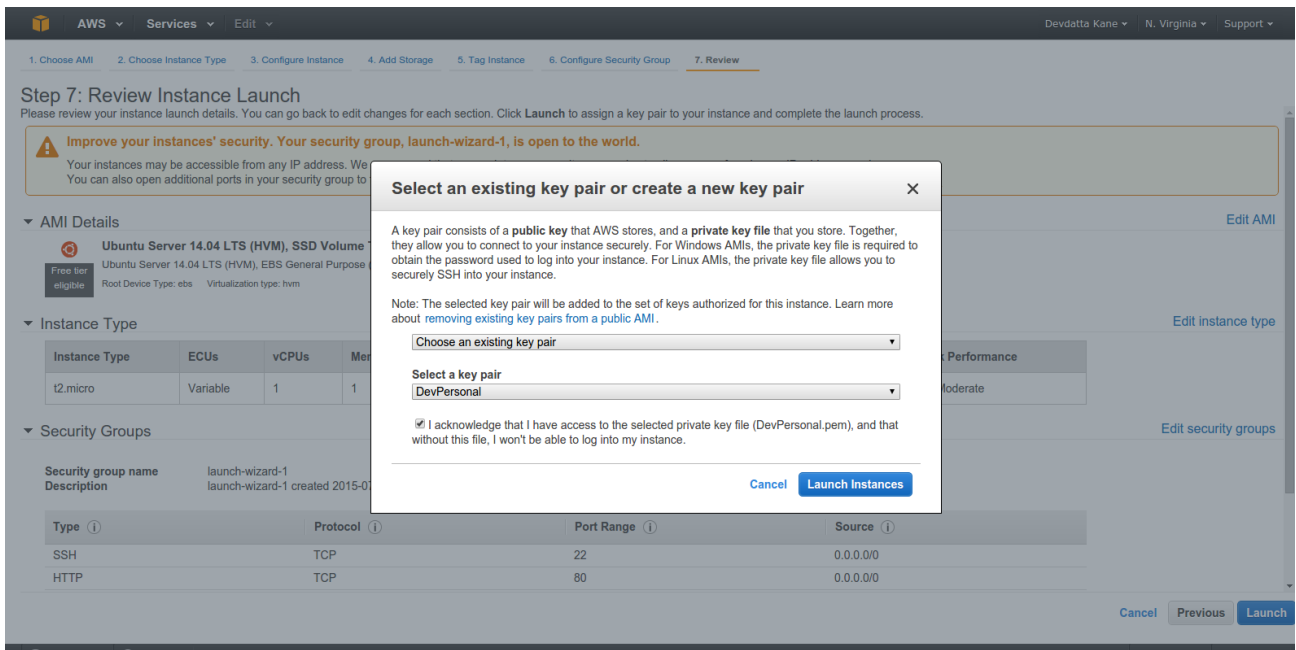 AWS Services Edit Devdatta Kane N. Virginia Support
1. Choose AMI 2. Choose Instance Type 3. Configure Instance 4. Add Storage 5. Tag Instance 6. Configure Security Group 7. Review
Step 7: Review Instance Launch
Please review your instance launch details. You can go back to edit changes for each section. Click Launch to assign a key pair to your instance and complete the launch process.
Improve your instances' security. Your security group, launch-wizard-1, is open to the world.
Your instances may be accessible from any IP address. We
You can also open additional ports in your security group to
AMI Details Edit AMI
Ubuntu Server 14.04 LTS (HVM), SSD Volume
Free tier eligible
Ubuntu Server 14.04 LTS (HVM), EBS General Purpose
Root Device Type: ebs Virtualization type: hvm
Instance Type Edit instance type
Instance Type ECUs vCPUs Performance
t2.micro Variable 1 1 Moderate
Security Groups Edit security groups
Security group name launch-wizard-1
Description launch-wizard-1 created 2015-07
Type Protocol Port Range Source
SSH TCP 22 0.0.0.0/0
HTTP TCP 80 0.0.0.0/0
Cancel Previous Launch
Select an existing key pair or create a new key pair
A key pair consists of a public key that AWS stores, and a private key file that you store. Together,
they allow you to connect to your instance securely. For Windows AMIs, the private key file is required to
obtain the password used to log into your instance. For Linux AMIs, the private key file allows you to
securely SSH into your instance.
Note: The selected key pair will be added to the set of keys authorized for this instance. Learn more
about removing existing key pairs from a public AMI.
Choose an existing key pair
Select a key pair
DevPersonal
I acknowledge that I have access to the selected private key file (DevPersonal.pem), and that
without this file, I won't be able to log into my instance.
Cancel Launch Instances